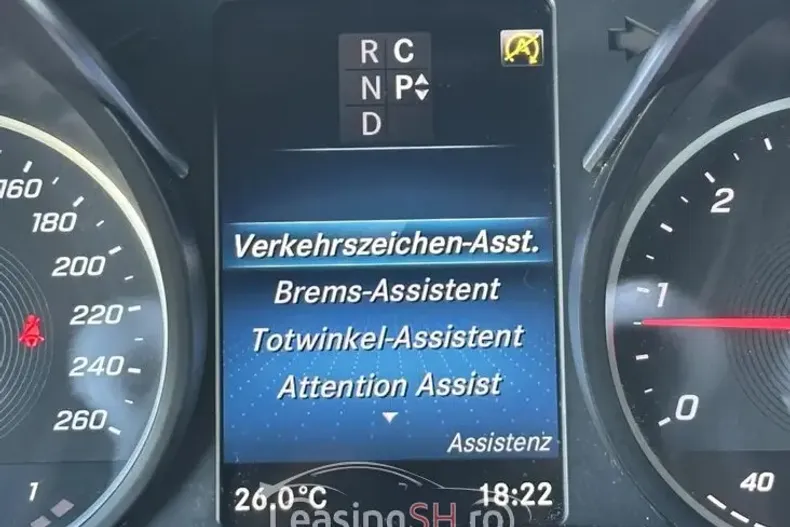 R C
N P
D
Verkehrszeichen-Asst.
Brems-Assistent
Totwinkel-Assistent
Attention Assist
Assistenz
26.0°C 18:22
LeasingSH.ro
160
180
200
220
240
260
1
2
1
0
40
A